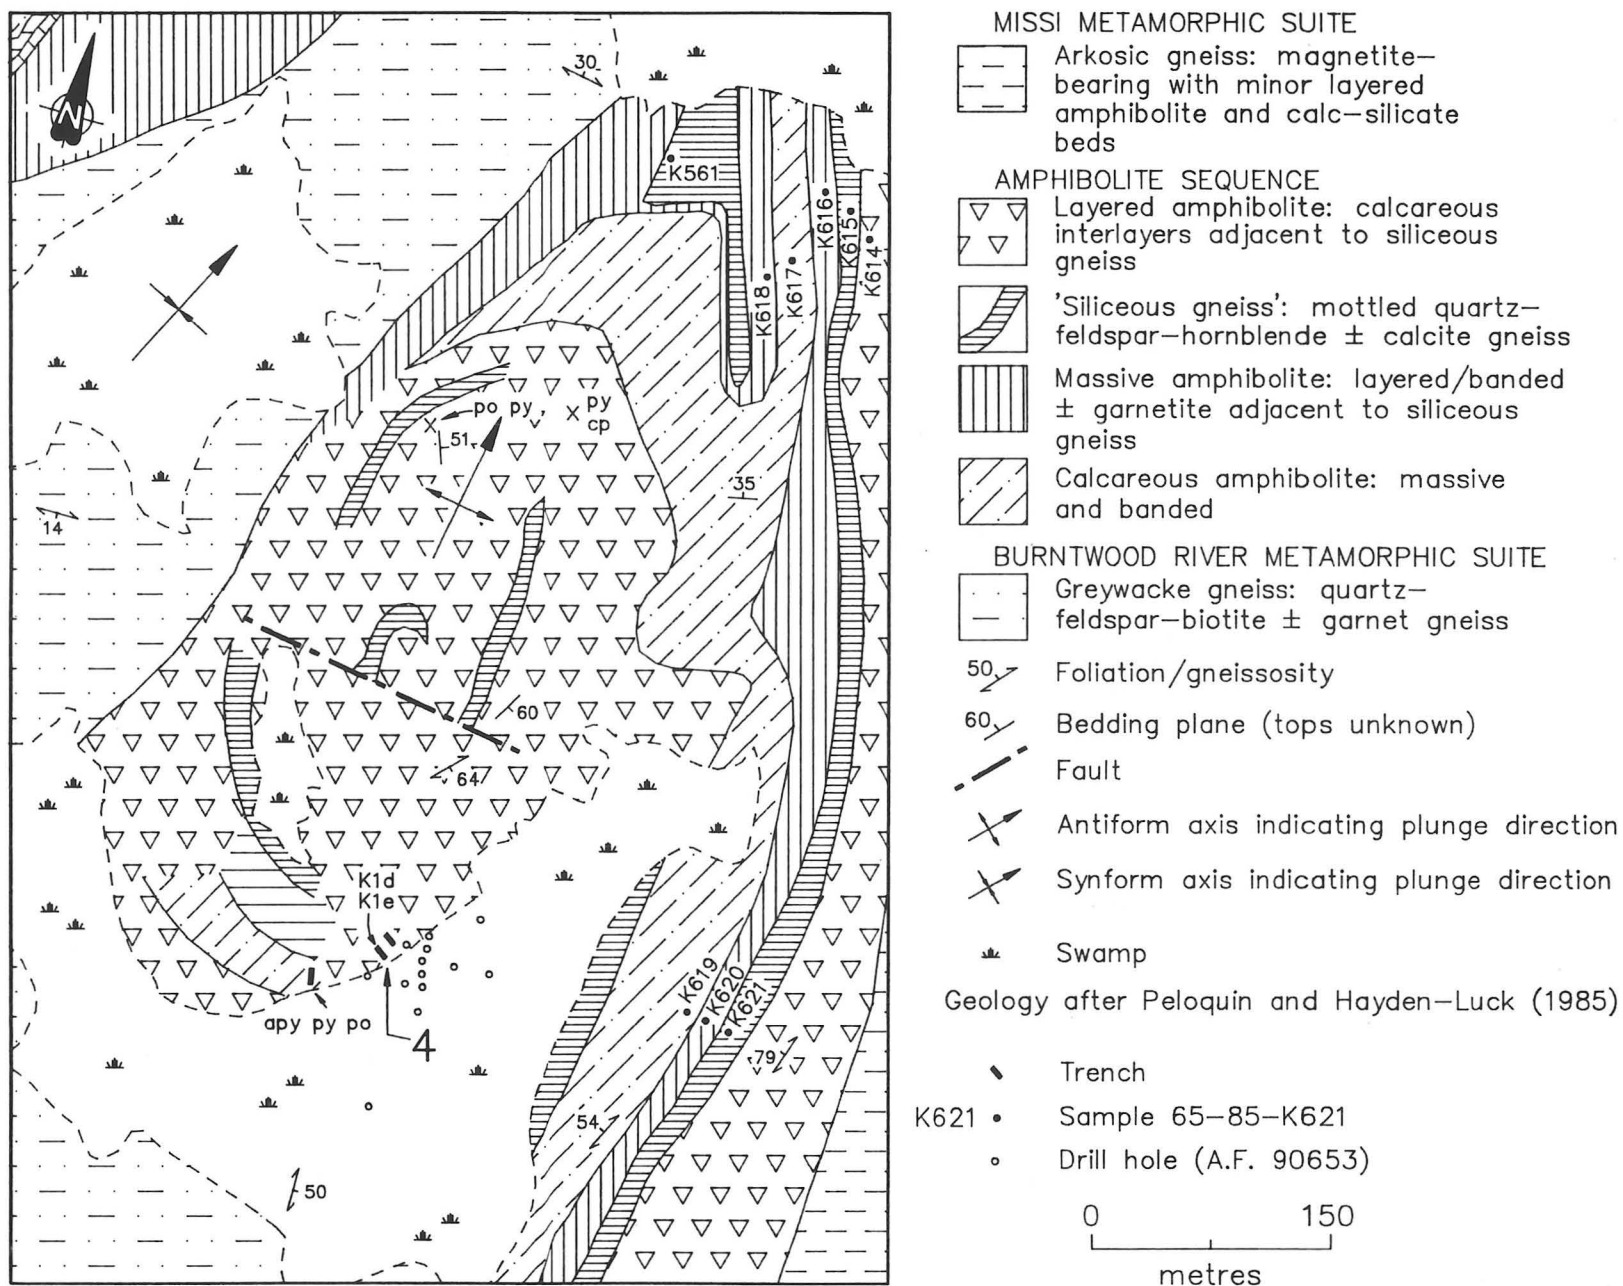 N
30
K561
K616
K615
K614
K618
K617
po py
py
cp
51
35
14
60
64
K1d
K1e
apy py po
4
K619
K620
K621
79
54
50
MISSI METAMORPHIC SUITE
Arkosic gneiss: magnetite-
bearing with minor layered
amphibolite and calc-silicate
beds
AMPHIBOLITE SEQUENCE
Layered amphibolite: calcareous
interlayers adjacent to siliceous
gneiss
'Siliceous gneiss': mottled quartz-
feldspar-hornblende ± calcite gneiss
Massive amphibolite: layered/banded
± garnetite adjacent to siliceous
gneiss
Calcareous amphibolite: massive
and banded
BURNTWOOD RIVER METAMORPHIC SUITE
Greywacke gneiss: quartz-
feldspar-biotite ± garnet gneiss
50 Foliation/gneissosity
60 Bedding plane (tops unknown)
Fault
Antiform axis indicating plunge direction
Synform axis indicating plunge direction
Swamp
Geology after Peloquin and Hayden-Luck (1985)
Trench
K621 Sample 65-85-K621
Drill hole (A.F. 90653)
0 150
metres